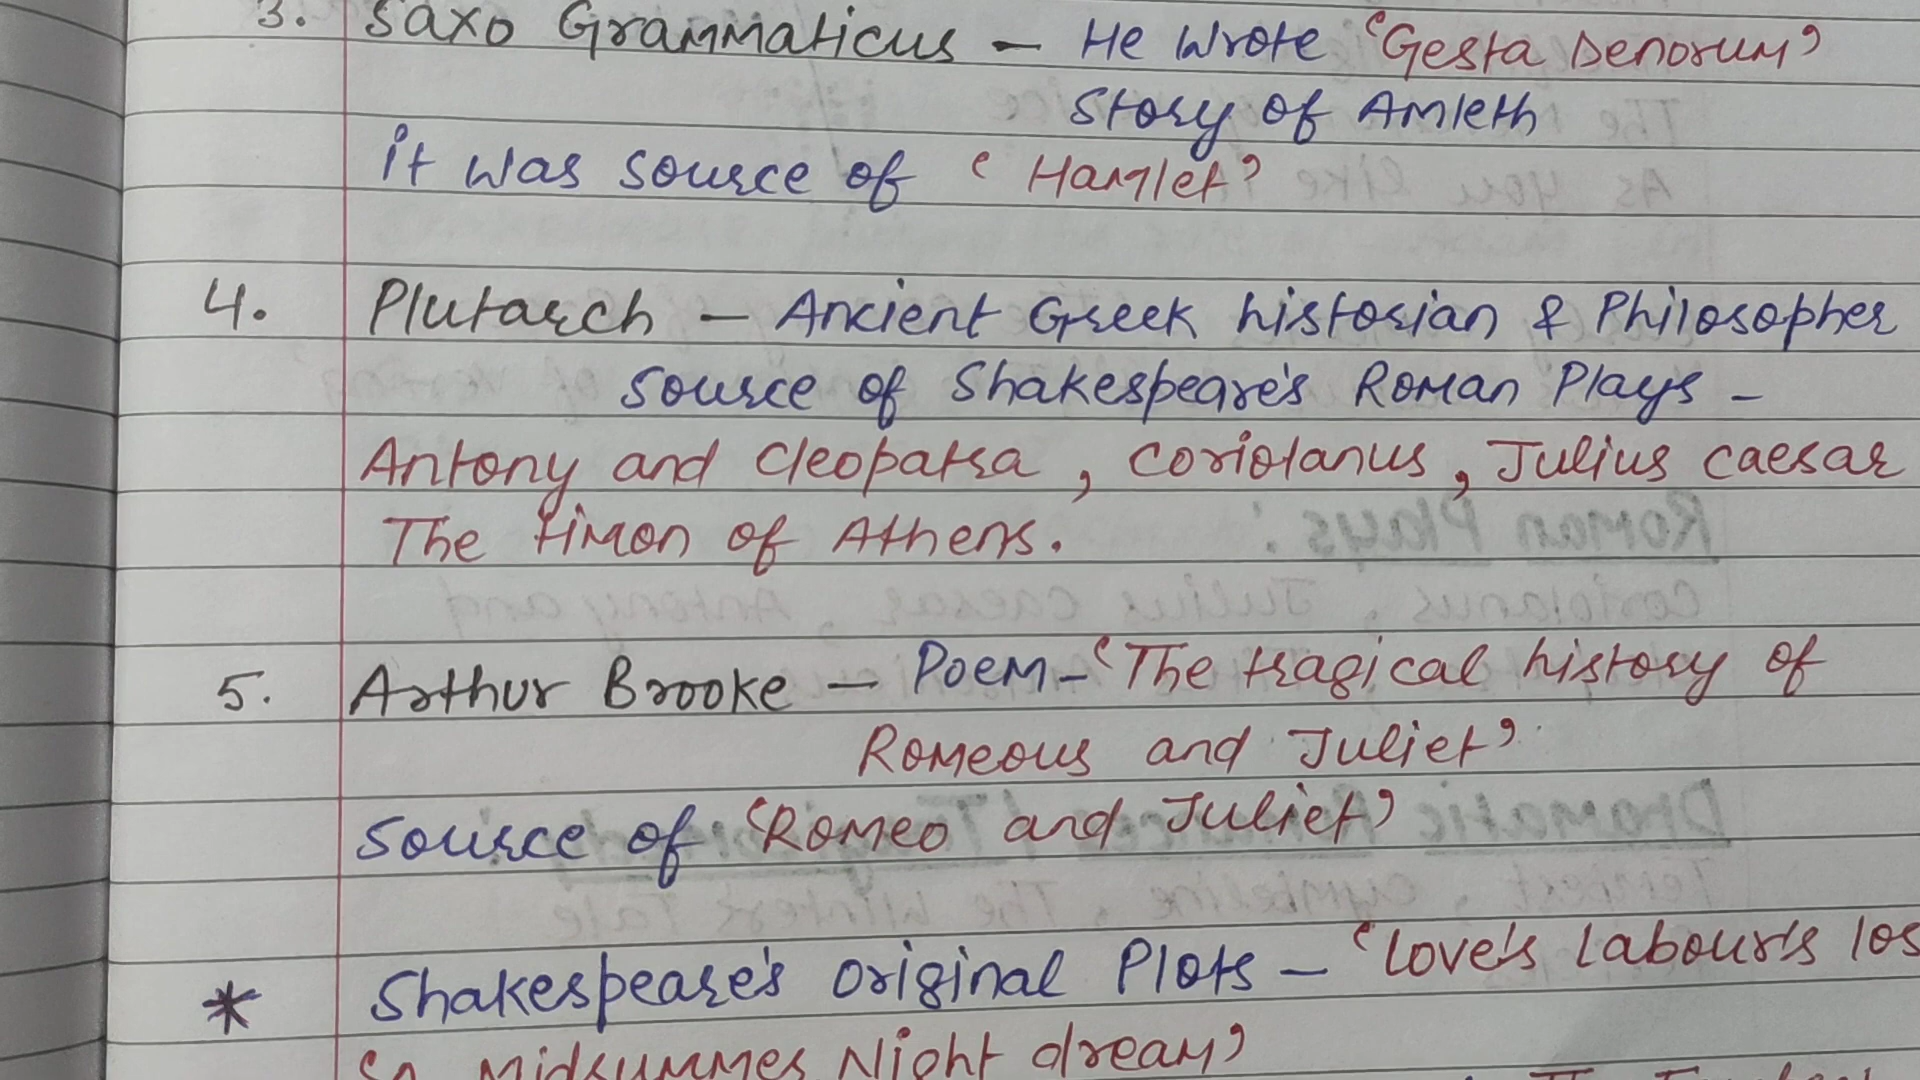 3. Saxo Grammaticus — He wrote 'Gesta Denorum'
Story of Amleth
it was source of 'Hamlet'
4. Plutarch — Ancient Greek historian & Philosopher
source of Shakespeare's Roman Plays -
Antony and Cleopatra, Coriolanus, Julius caesar
The Timon of Athens.
5. Arthur Brooke — Poem - 'The tragical history of
Romeous and Juliet'
source of 'Romeo and Juliet'
* Shakespeare's original Plots - 'Love's Labour's los
'A Midsummer Night dream'